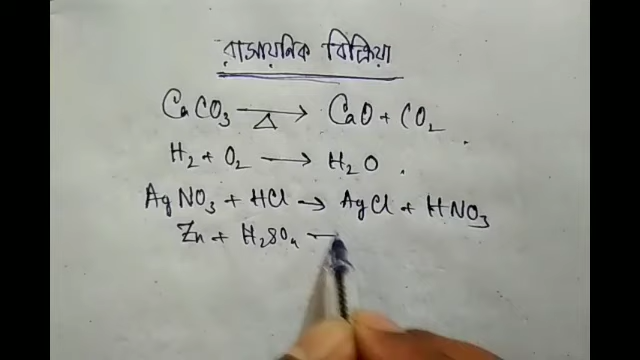 রাসায়নিক বিক্রিয়া
CaCO₃ →Δ CaO + CO₂ .
H₂ + O₂ → H₂O .
AgNO₃ + HCl → AgCl + HNO₃
Zn + H₂SO₄ →